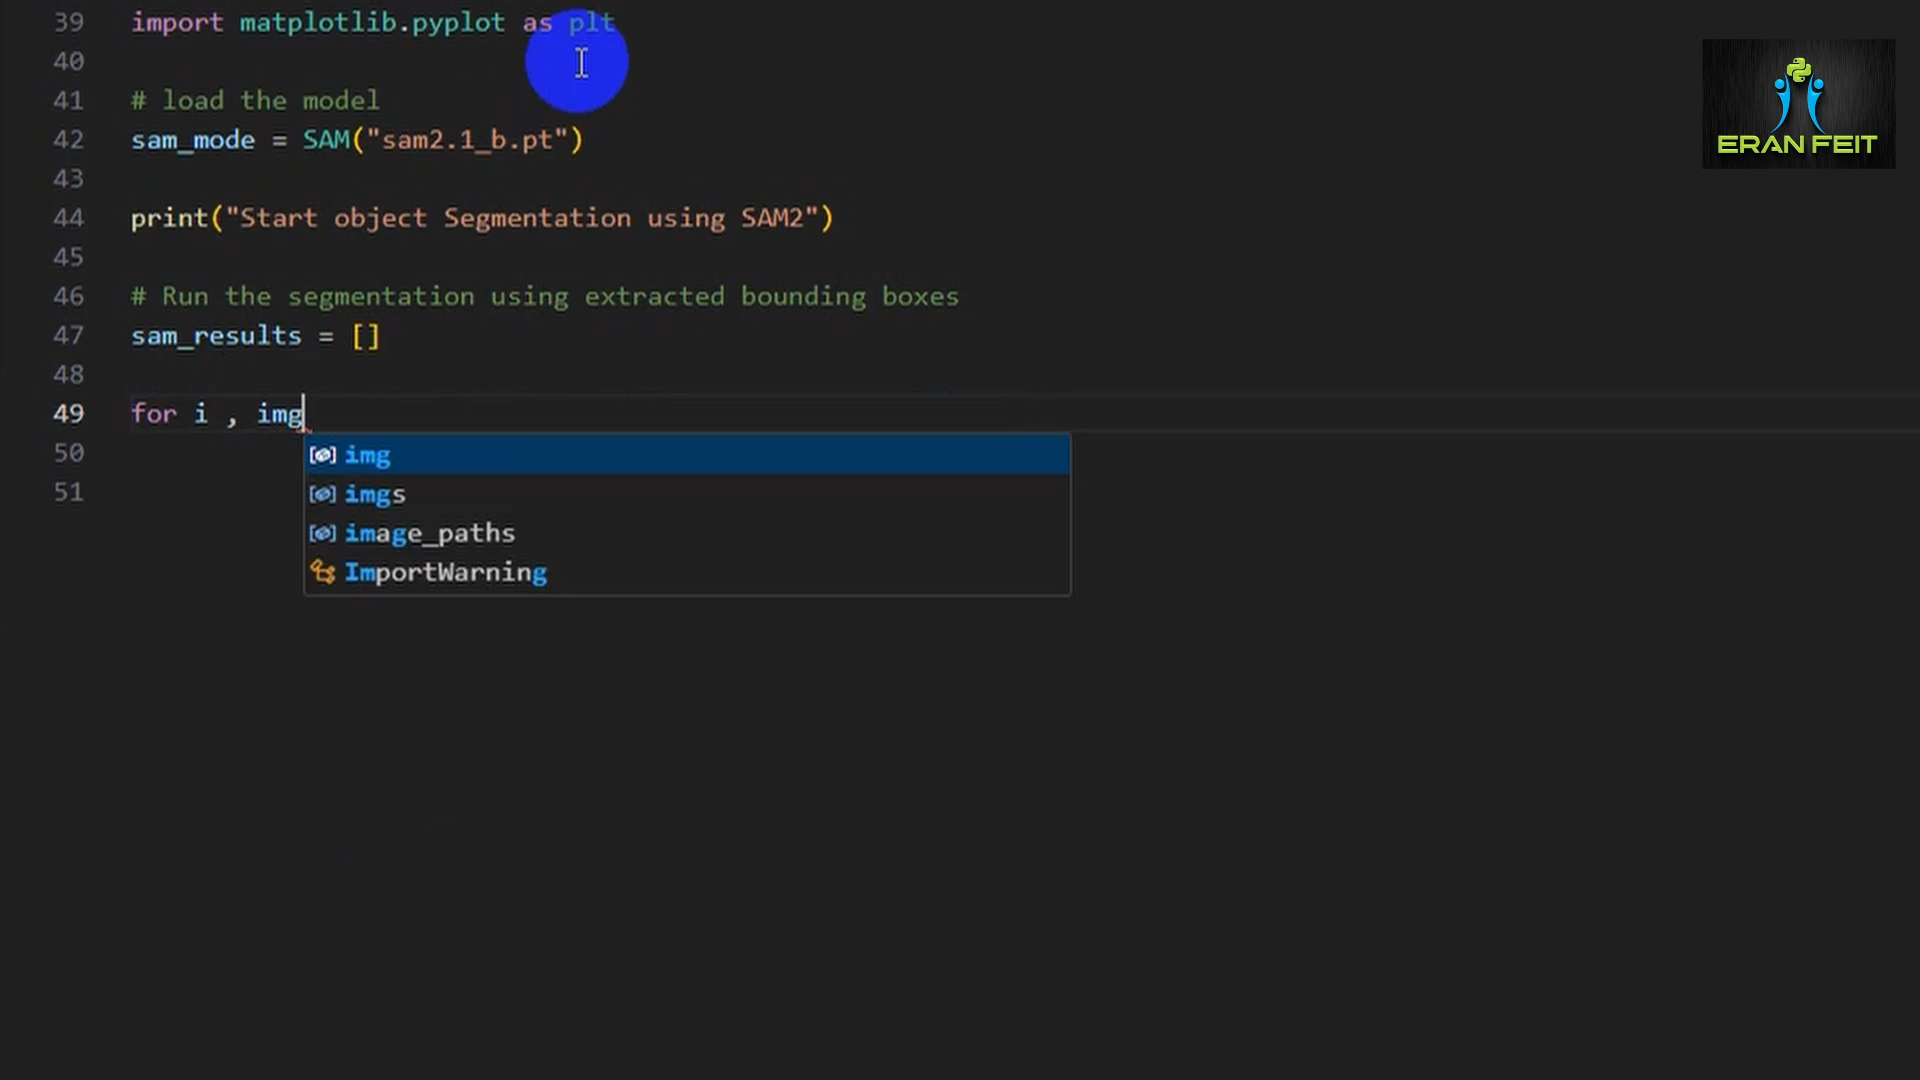 39 import matplotlib.pyplot as plt
40
41 # load the model
42 sam_mode = SAM("sam2.1_b.pt")
43
44 print("Start object Segmentation using SAM2")
45
46 # Run the segmentation using extracted bounding boxes
47 sam_results = []
48
49 for i , img
50
51
img
imgs
image_paths
ImportWarning
ERAN FEIT